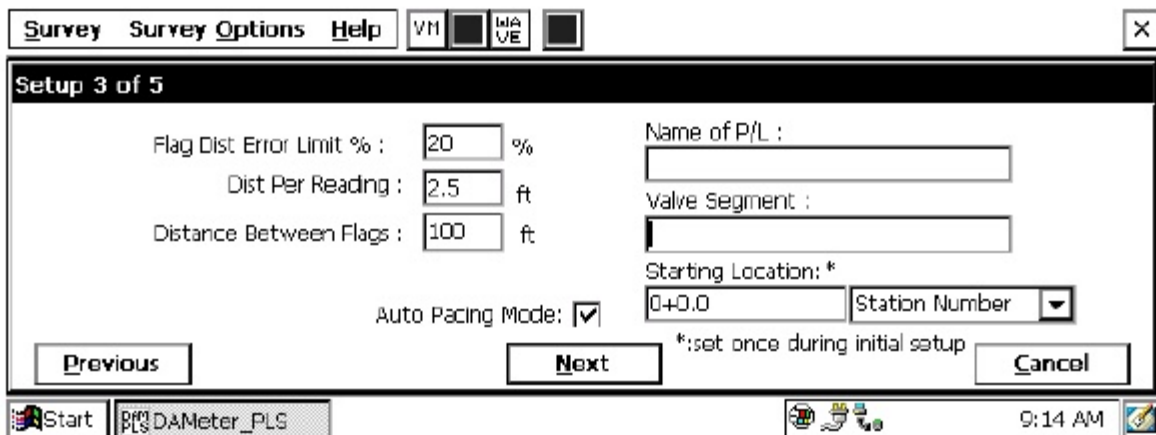 Survey Survey Options Help VM WAVE
Setup 3 of 5
Flag Dist Error Limit % : 20 %
Dist Per Reading : 2.5 ft
Distance Between Flags : 100 ft
Auto Pacing Mode:
Name of P/L :
Valve Segment :
Starting Location: *
0+0.0 Station Number
*:set once during initial setup
Previous Next Cancel
Start DAMeter_PLS 9:14 AM